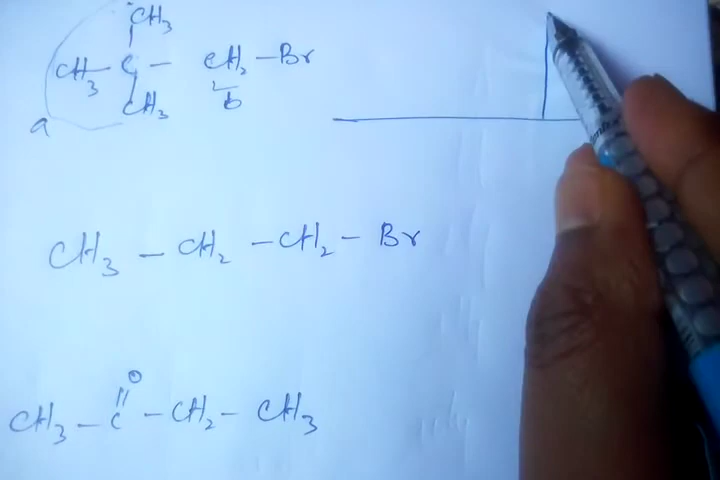 CH3
CH3 - C - CH2 - Br
CH3 b
a
CH3 - CH2 - CH2 - Br
O
CH3 - C - CH2 - CH3